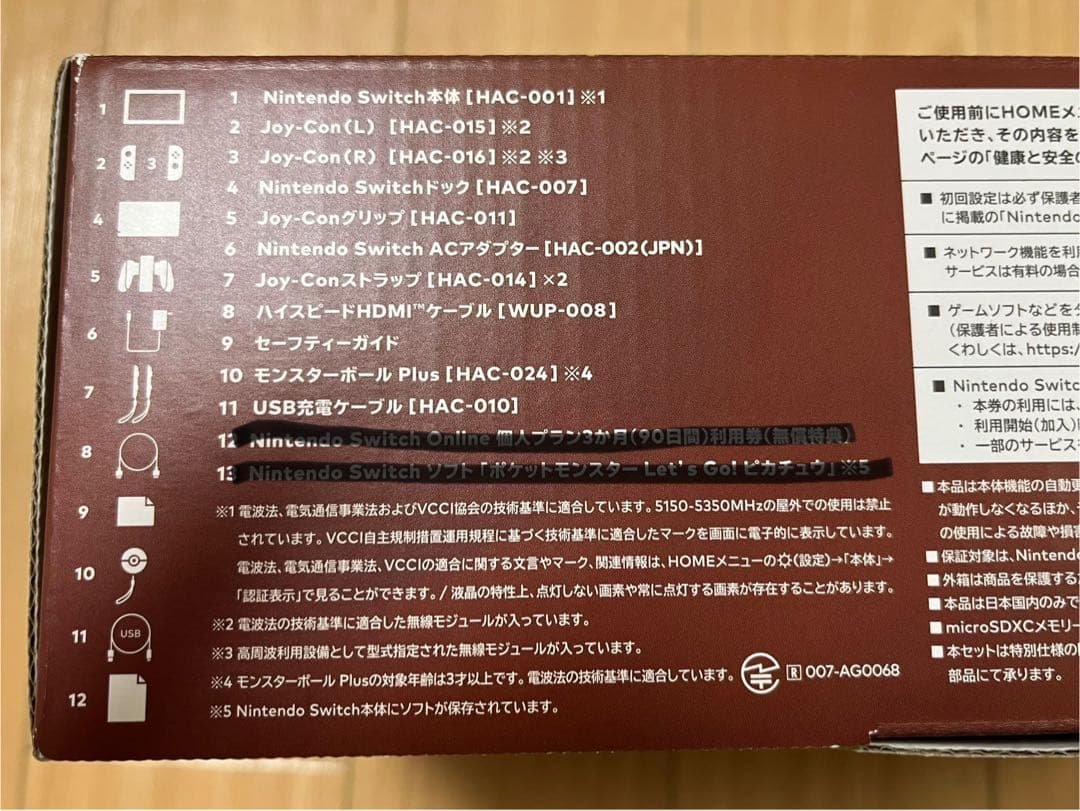 1 Nintendo Switch本体[HAC-001]※1
2 Joy-Con(L) [HAC-015]※2
3 Joy-Con(R) [HAC-016]※2 ※3
4 Nintendo Switchドック[HAC-007]
5 Joy-Conグリップ[HAC-011]
6 Nintendo Switch ACアダプター[HAC-002(JPN)]
7 Joy-Conストラップ[HAC-014]×2
8 ハイスピードHDMI™ケーブル[WUP-008]
9 セーフティーガイド
10 モンスターボール Plus[HAC-024]※4
11 USB充電ケーブル[HAC-010]
12 Nintendo Switch Online 個人プラン3か月(90日間)利用券(無償特典)
13 Nintendo Switch ソフト「ポケットモンスター Let's Go! ピカチュウ」※5
※1 電波法、電気通信事業法およびVCCI協会の技術基準に適合しています。5150-5350MHzの屋外での使用は禁止
されています。VCCI自主規制措置運用規程に基づく技術基準に適合したマークを画面に電子的に表示しています。
電波法、電気通信事業法、VCCIの適合に関する文言やマーク、関連情報は、HOMEメニューの(設定)→「本体」→
「認証表示」で見ることができます。/ 液晶の特性上、点灯しない画素や常に点灯する画素が存在することがあります。
※2 電波法の技術基準に適合した無線モジュールが入っています。
※3 高周波利用設備として型式指定された無線モジュールが入っています。
※4 モンスターボール Plusの対象年齢は3才以上です。電波法の技術基準に適合しています。
R 007-AG0068
※5 Nintendo Switch本体にソフトが保存されています。
1
2
3
4
5
6
7
8
9
10
11
USB
12
ご使用前にHOMEメ
いただき、その内容を
ページの「健康と安全
■ 初回設定は必ず保護者
に掲載の「Nintendo
■ ネットワーク機能を利
サービスは有料の場合
■ ゲームソフトなどを
(保護者による使用制
くわしくは、https:/
■ Nintendo Switc
・ 本券の利用には、
・ 利用開始(加入)
・ 一部のサービス
■ 本品は本体機能の自動更
が動作しなくなるほか、
の使用による故障や損害
■ 保証対象は、Nintendo
■ 外箱は商品を保護する
■ 本品は日本国内のみで
■ microSDXCメモリー
■ 本セットは特別仕様の
部品にて承ります。